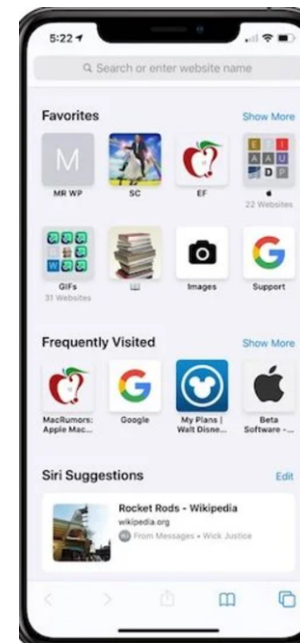 5:22
Search or enter website name
Favorites
Show More
M
MR WP
SC
EF
22 Websites
GIFs
31 Websites
Images
Support
Frequently Visited
Show More
MacRumors: Apple Mac...
Google
My Plans | Walt Disne...
Beta Software -...
Siri Suggestions
Edit
Rocket Rods - Wikipedia
wikipedia.org
From Messages • Wick Justice